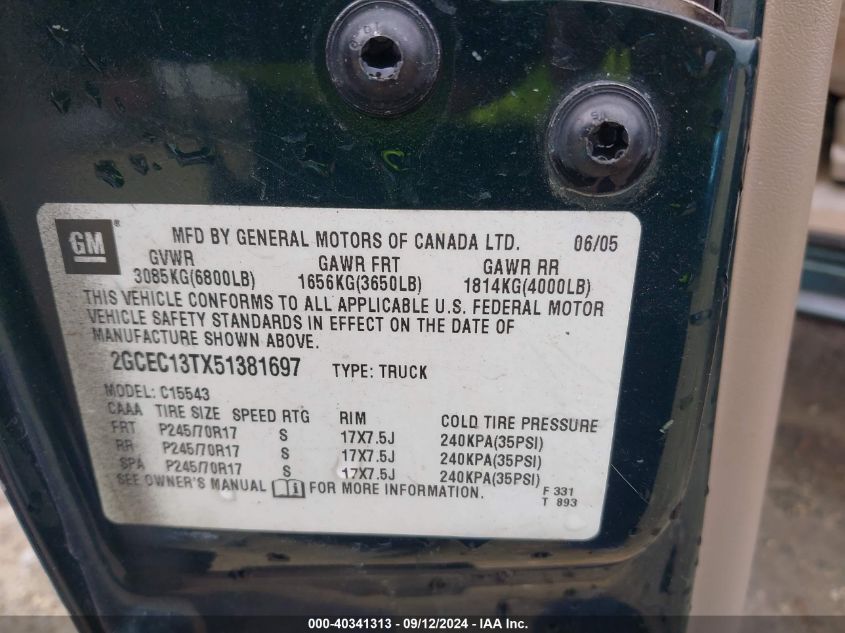 GM ®
MFD BY GENERAL MOTORS OF CANADA LTD. 06/05
GVWR GAWR FRT GAWR RR
3085KG(6800LB) 1656KG(3650LB) 1814KG(4000LB)
THIS VEHICLE CONFORMS TO ALL APPLICABLE U.S. FEDERAL MOTOR
VEHICLE SAFETY STANDARDS IN EFFECT ON THE DATE OF
MANUFACTURE SHOWN ABOVE.
2GCEC13TX51381697 TYPE: TRUCK
MODEL: C15543
CAAA TIRE SIZE SPEED RTG RIM COLD TIRE PRESSURE
FRT P245/70R17 S 17X7.5J 240KPA(35PSI)
RR P245/70R17 S 17X7.5J 240KPA(35PSI)
SPA P245/70R17 S 17X7.5J 240KPA(35PSI)
SEE OWNER'S MANUAL FOR MORE INFORMATION.
F 331
T 893
000-40341313 - 09/12/2024 - IAA Inc.